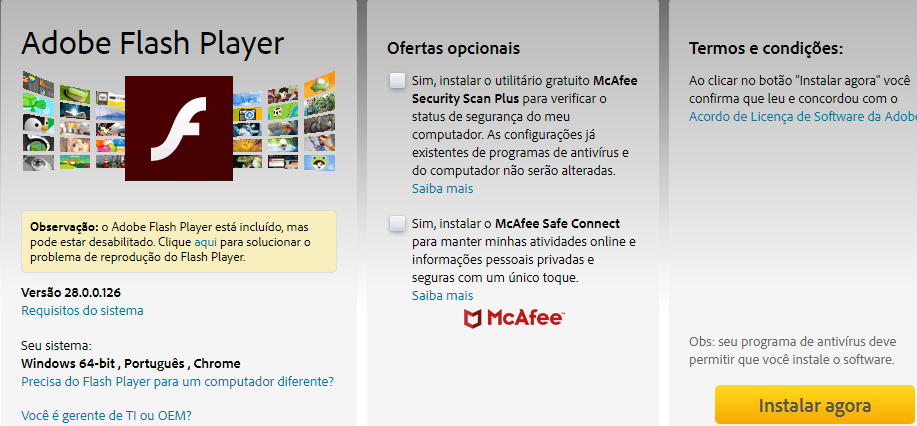 Adobe Flash Player
Observação: o Adobe Flash Player está incluído, mas
pode estar desabilitado. Clique aqui para solucionar o
problema de reprodução do Flash Player.
Versão 28.0.0.126
Requisitos do sistema
Seu sistema:
Windows 64-bit , Português , Chrome
Precisa do Flash Player para um computador diferente?
Você é gerente de TI ou OEM?
Ofertas opcionais
Sim, instalar o utilitário gratuito McAfee
Security Scan Plus para verificar o
status de segurança do meu
computador. As configurações já
existentes de programas de antivírus e
do computador não serão alteradas.
Saiba mais
Sim, instalar o McAfee Safe Connect
para manter minhas atividades online e
informações pessoais privadas e
seguras com um único toque.
Saiba mais
McAfee™
Termos e condições:
Ao clicar no botão "Instalar agora" você
confirma que leu e concordou com o
Acordo de Licença de Software da Adobe
Obs: seu programa de antivírus deve
permitir que você instale o software.
Instalar agora